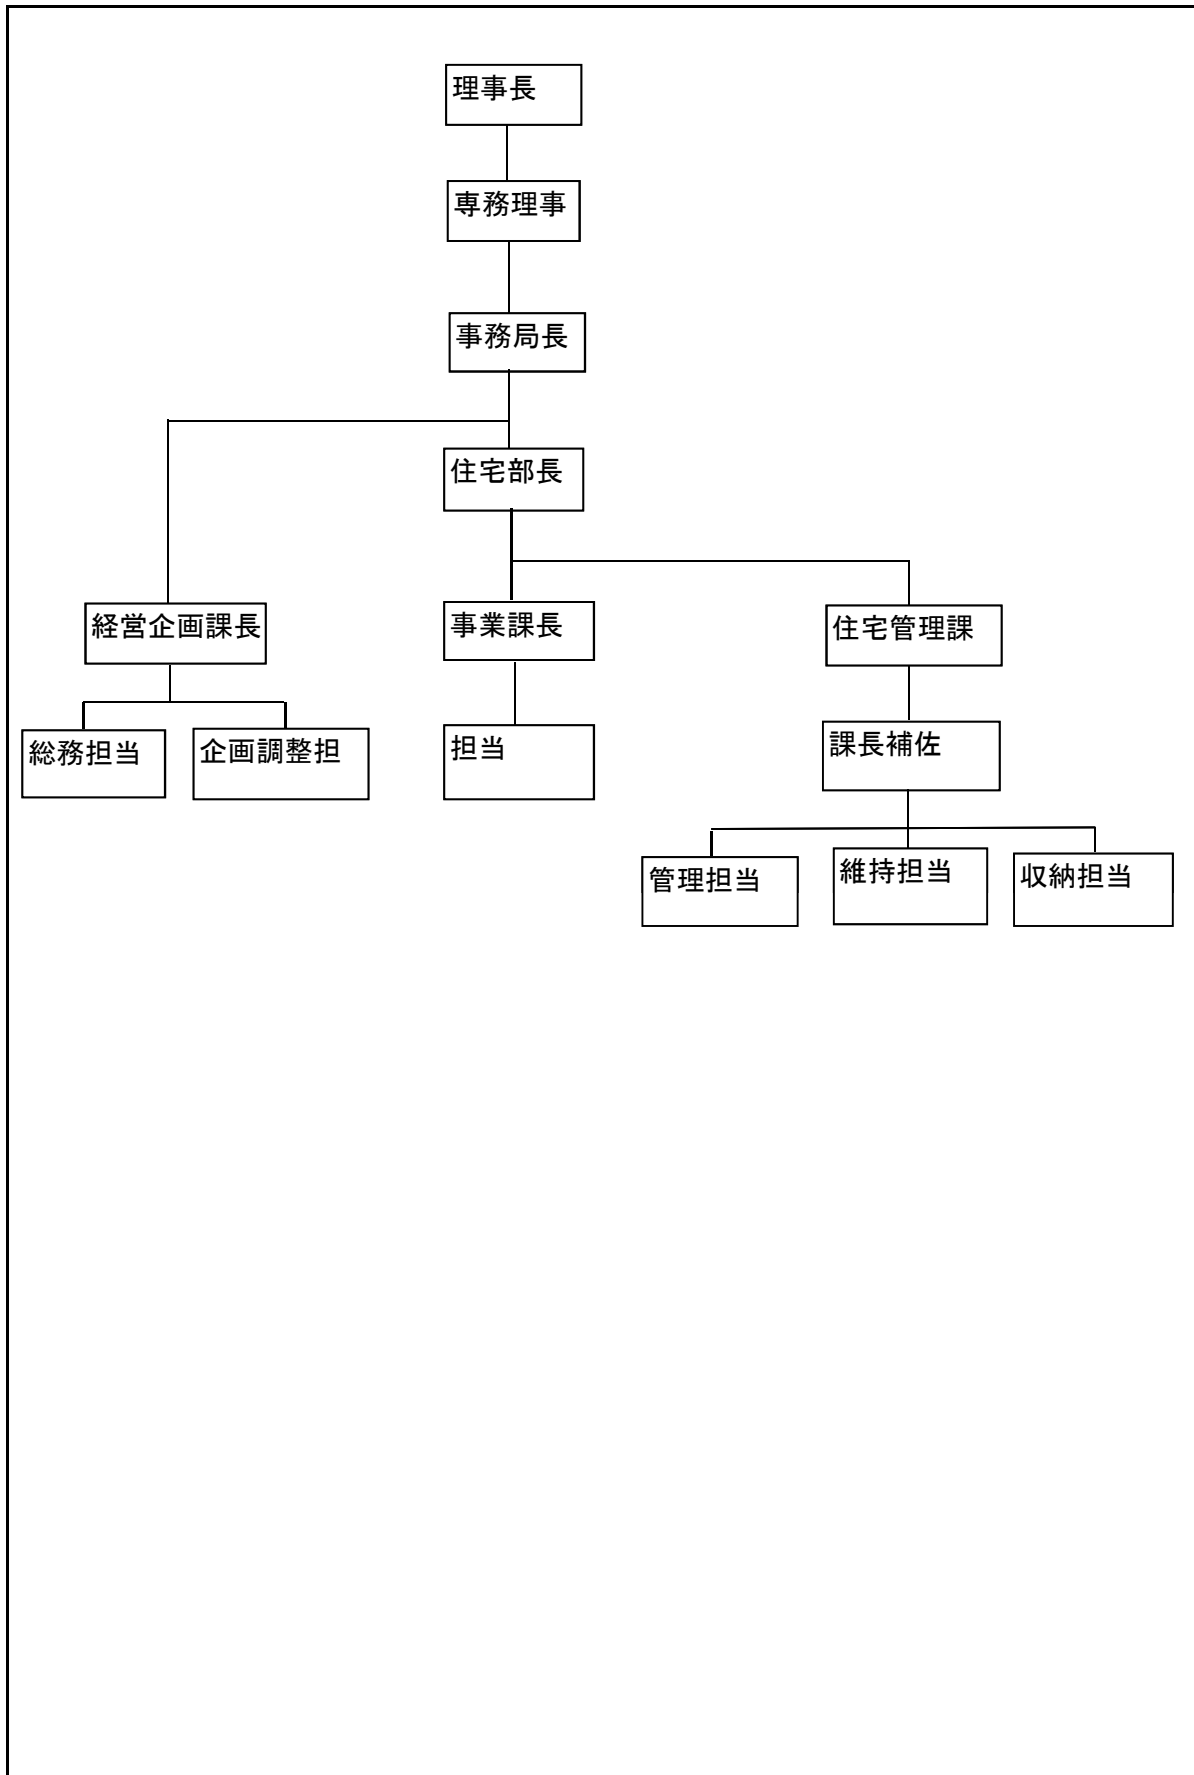 理事長
専務理事
事務局長
住宅部長
経営企画課長
事業課長
住宅管理課
総務担当
企画調整担
担当
課長補佐
管理担当
維持担当
収納担当